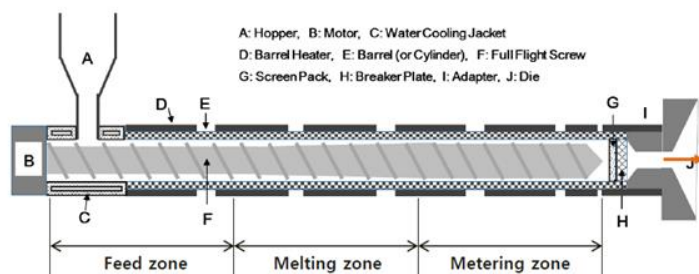 A: Hopper, B: Motor, C: Water Cooling Jacket
D: Barrel Heater, E: Barrel (or Cylinder), F: Full Flight Screw
G: Screen Pack, H: Breaker Plate, I: Adapter, J: Die
A
D
E
G
I
B
J
C
F
H
Feed zone
Melting zone
Metering zone